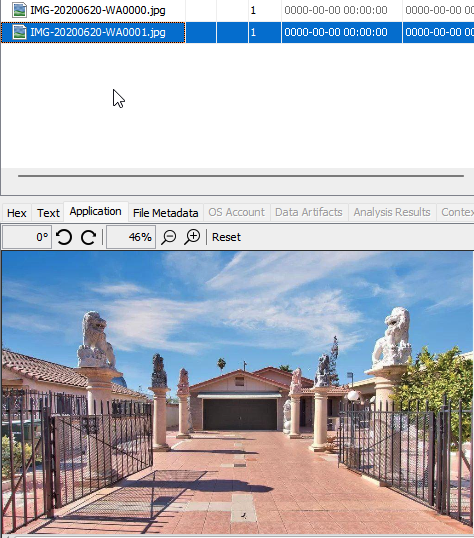 IMG-20200620-WA0000.jpg 1 0000-00-00 00:00:00 0000-00-00 00:00
IMG-20200620-WA0001.jpg 1 0000-00-00 00:00:00 0000-00-00 00:00
Hex Text Application File Metadata OS Account Data Artifacts Analysis Results Contex
0° 46% Reset